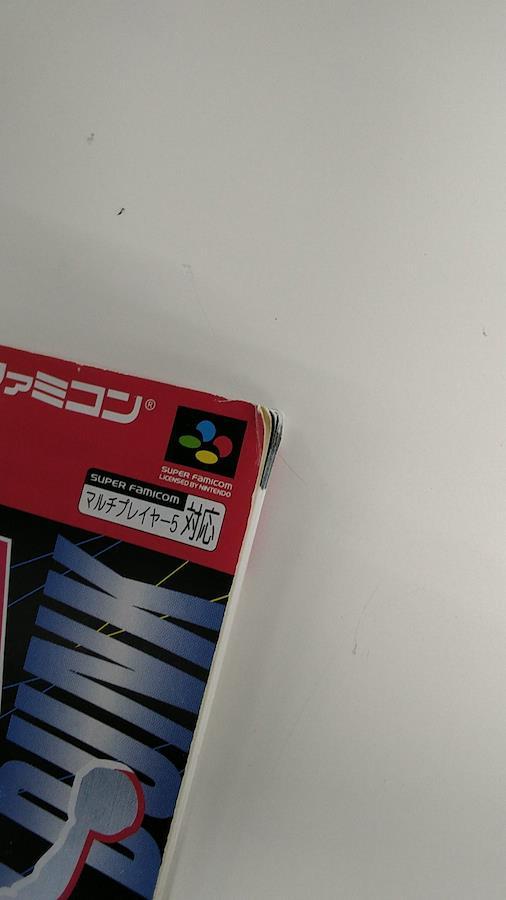 ァミコン®
SUPER FAMICOM
LICENSED BY NINTENDO
SUPER FAMICOM
マルチプレイヤー5 対応